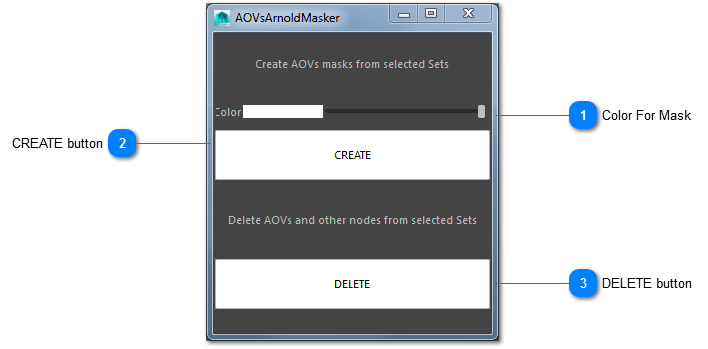 AOVsArnoldMasker
Create AOVs masks from selected Sets
Color
1 Color For Mask
CREATE button 2
CREATE
Delete AOVs and other nodes from selected Sets
DELETE
3 DELETE button